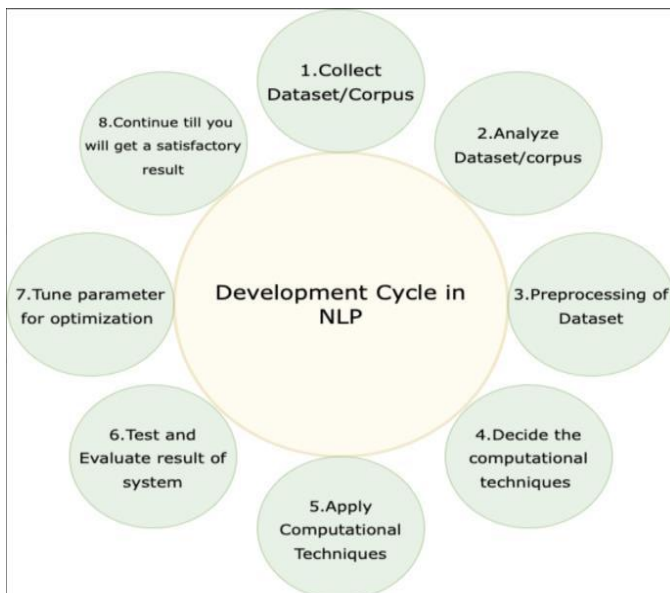 1.Collect
Dataset/Corpus
2.Analyze
Dataset/corpus
3.Preprocessing of
Dataset
4.Decide the
computational
techniques
5.Apply
Computational
Techniques
6.Test and
Evaluate result of
system
7.Tune parameter
for optimization
8.Continue till you
will get a satisfactory
result
Development Cycle in
NLP